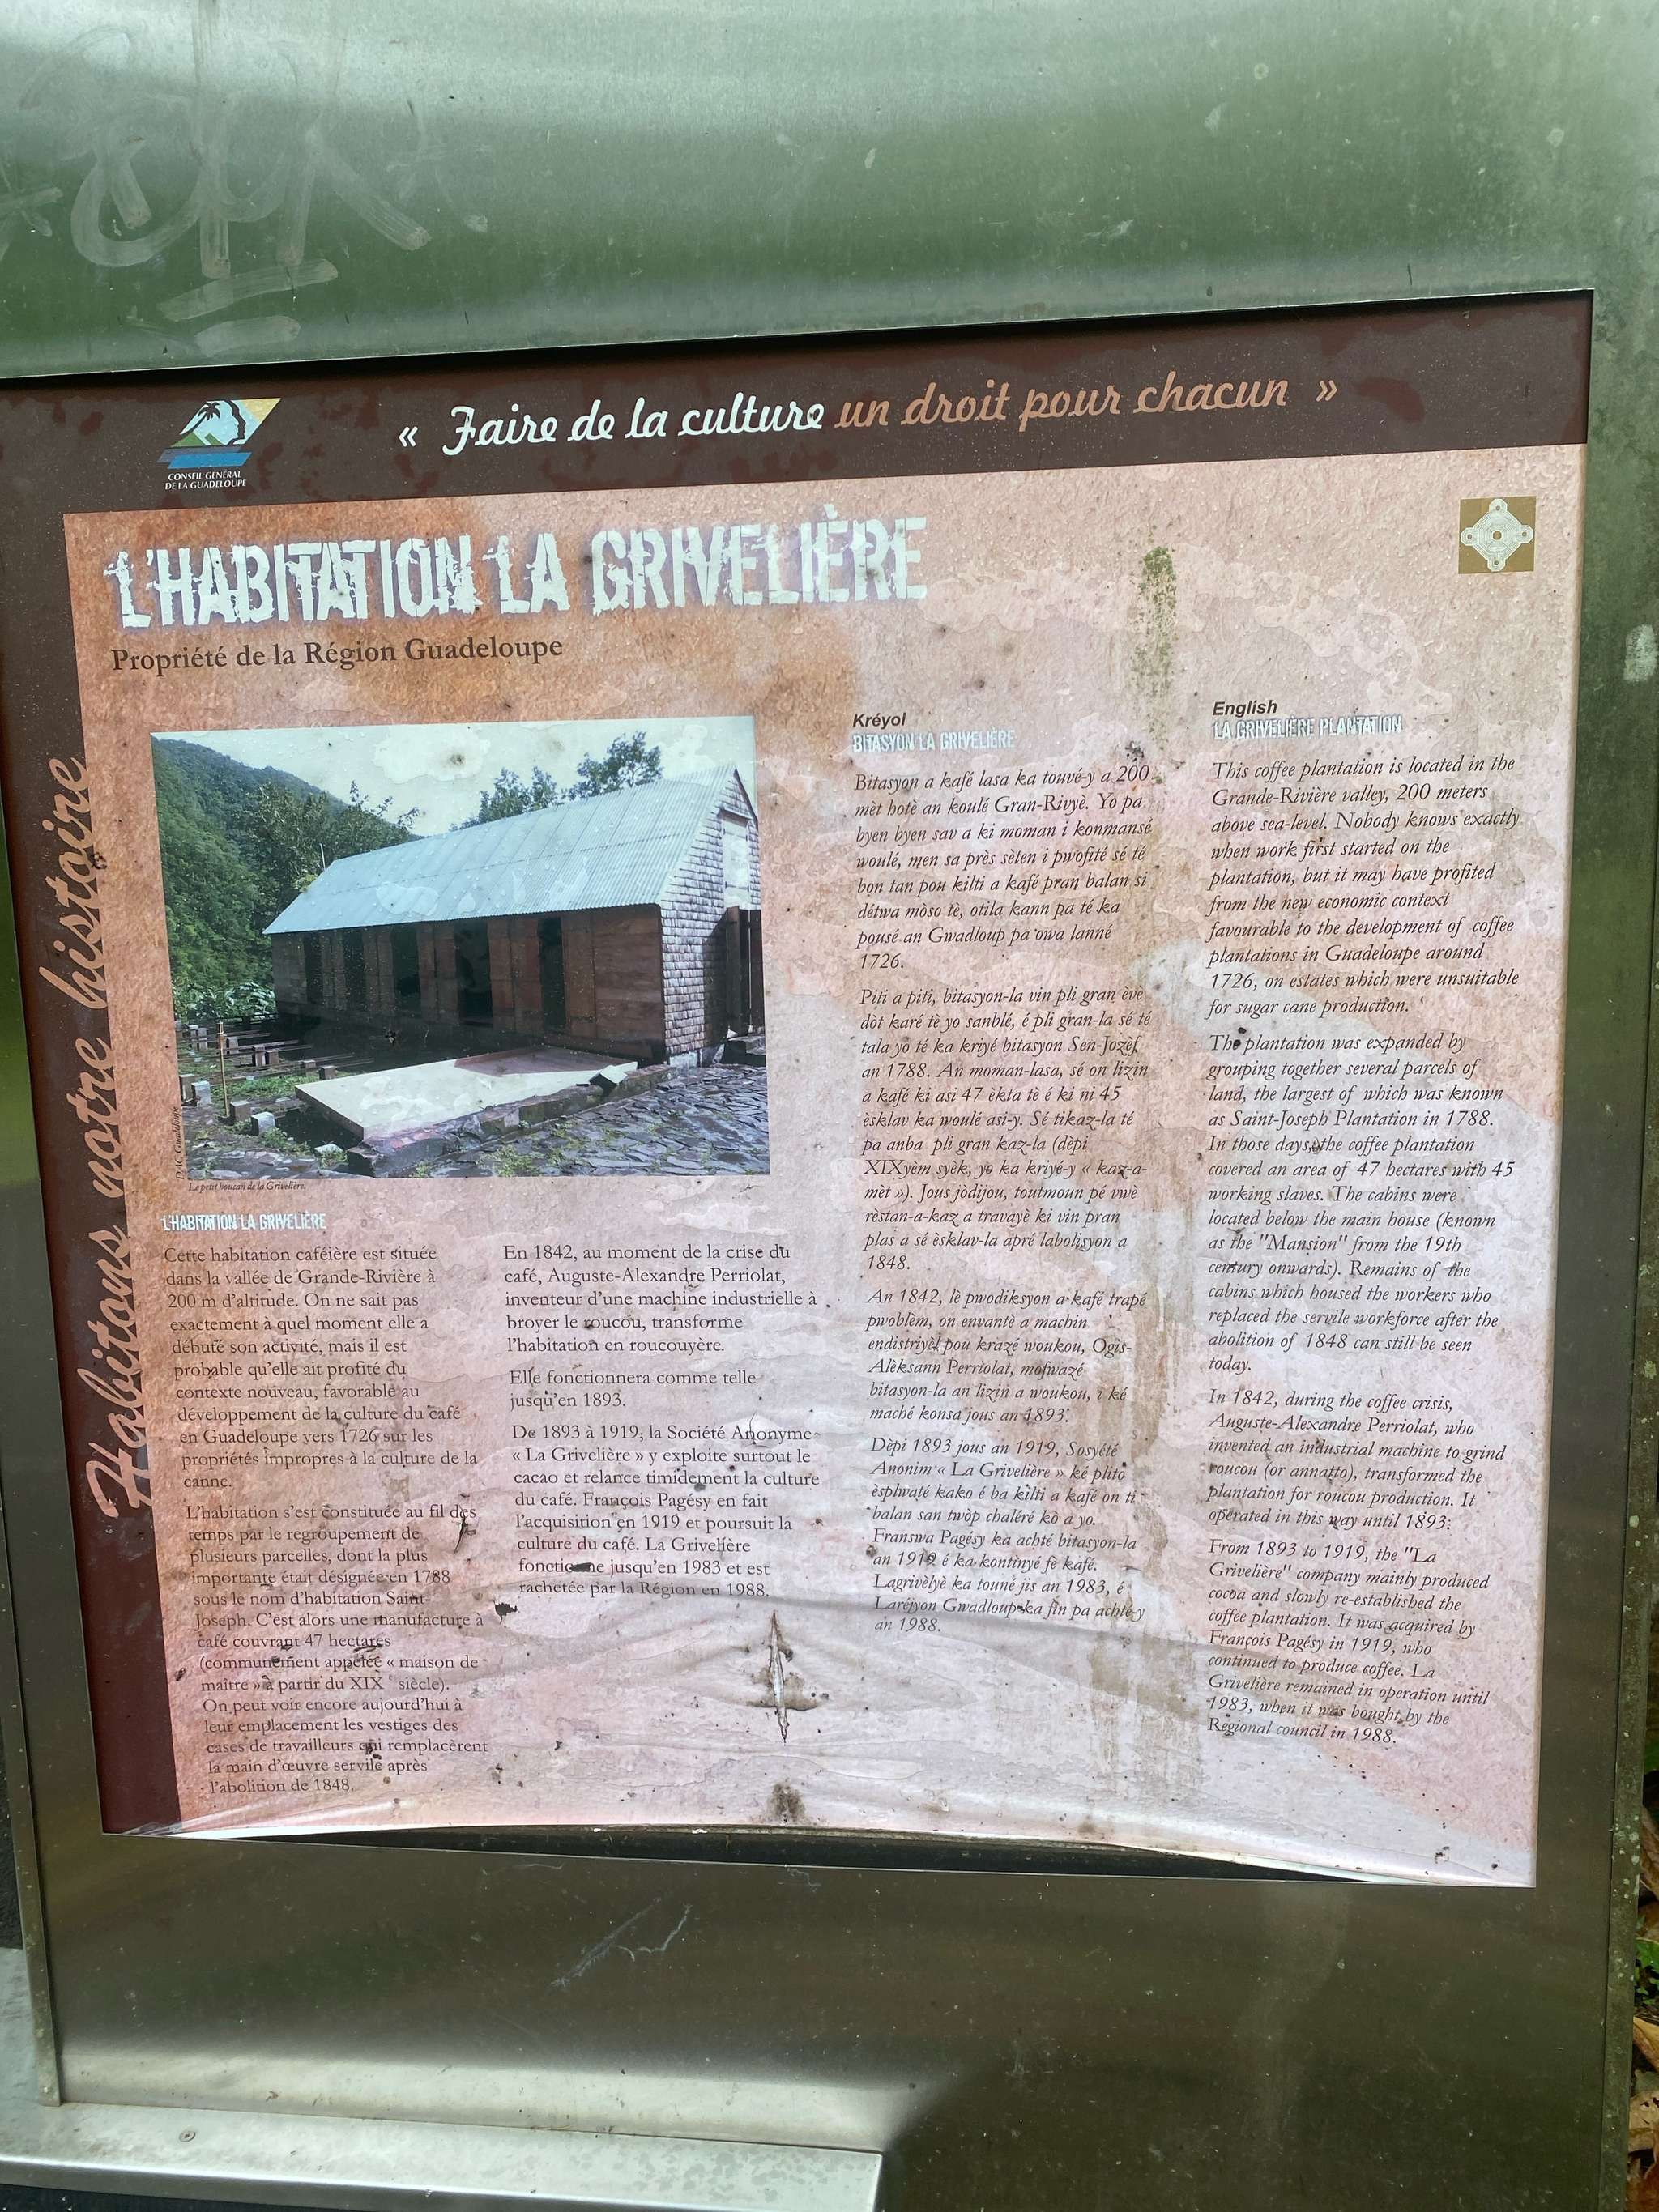 CONSEIL GÉNÉRAL
DE LA GUADELOUPE
« Faire de la culture un droit pour chacun »
Habitons notre histoire
L'HABITATION LA GRIVELIÈRE
Propriété de la Région Guadeloupe
Le petit boucan de la Grivelière.
L'HABITATION LA GRIVELIÈRE
Cette habitation caféière est située
dans la vallée de Grande-Rivière à
200 m d'altitude. On ne sait pas
exactement à quel moment elle a
débuté son activité, mais il est
probable qu'elle ait profité du
contexte nouveau, favorable au
développement de la culture du café
en Guadeloupe vers 1726 sur les
propriétés impropres à la culture de la
canne.
L'habitation s'est constituée au fil des
temps par le regroupement de
plusieurs parcelles, dont la plus
importante était désignée en 1788
sous le nom d'habitation Saint-
Joseph. C'est alors une manufacture à
café couvrant 47 hectares
(communément appelée « maison de
maître » à partir du XIXe siècle).
On peut voir encore aujourd'hui à
leur emplacement les vestiges des
cases de travailleurs qui remplacèrent
la main d'œuvre servile après
l'abolition de 1848.
En 1842, au moment de la crise du
café, Auguste-Alexandre Perriolat,
inventeur d'une machine industrielle à
broyer le roucou, transforme
l'habitation en roucouyère.
Elle fonctionnera comme telle
jusqu'en 1893.
De 1893 à 1919, la Société Anonyme
« La Grivelière » y exploite surtout le
cacao et relance timidement la culture
du café. François Pagésy en fait
l'acquisition en 1919 et poursuit la
culture du café. La Grivelière
fonctionne jusqu'en 1983 et est
rachetée par la Région en 1988.
Kréyol
BITASYON LA GRIVELIÈRE
Bitasyon a kafé lasa ka touvé-y a 200
mèt hotè an koulé Gran-Rivyè. Yo pa
byen byen sav a ki moman i konmansé
woulé, men sa près sèten i pwofité sé té
bon tan pou kilti a kafé pran balan si
détwa mòso tè, otila kann pa té ka
pousé an Gwadloup pa owa lanné
1726.
Piti a piti, bitasyon-la vin pli gran èvè
dòt karé tè yo sanblé, é pli gran-la sé té
tala yo té ka kriyé bitasyon Sen-Jozèf
an 1788. An moman-lasa, sé on lizin
a kafé ki asi 47 èkta tè é ki ni 45
èsklav ka woulé asi-y. Sé tikaz-la té
pa anba pli gran kaz-la (dèpi
XIXyèm syèk, yo ka kriyé-y « kaz-a-
mèt »). Jous jòdijou, toutmoun pé vwè
rèstan-a-kaz a travayè ki vin pran
plas a sé èsklav-la apré labolisyon a
1848.
An 1842, lè pwodiksyon a kafé trapé
pwoblèm, on envantè a machin
endistriyèl pou krazé woukou, Ogis-
Alèksann Perriolat, mofwazé
bitasyon-la an lizin a woukou, i ké
maché konsa jous an 1893.
Dèpi 1893 jous an 1919, Sosyété
Anonim « La Grivelière » ké plito
èsplwaté kako é ba kilti a kafé on ti
balan san twòp chaléré kò a yo.
Franswa Pagésy ka achté bitasyon-la
an 1919 é ka kontinyé fè kafé.
Lagrivèlyè ka touné jis an 1983, é
Laréjyon Gwadloup ka fin pa achté-y
an 1988.
English
LA GRIVELIÈRE PLANTATION
This coffee plantation is located in the
Grande-Rivière valley, 200 meters
above sea-level. Nobody knows exactly
when work first started on the
plantation, but it may have profited
from the new economic context
favourable to the development of coffee
plantations in Guadeloupe around
1726, on estates which were unsuitable
for sugar cane production.
The plantation was expanded by
grouping together several parcels of
land, the largest of which was known
as Saint-Joseph Plantation in 1788.
In those days, the coffee plantation
covered an area of 47 hectares with 45
working slaves. The cabins were
located below the main house (known
as the "Mansion" from the 19th
century onwards). Remains of the
cabins which housed the workers who
replaced the servile workforce after the
abolition of 1848 can still be seen
today.
In 1842, during the coffee crisis,
Auguste-Alexandre Perriolat, who
invented an industrial machine to grind
roucou (or annatto), transformed the
plantation for roucou production. It
operated in this way until 1893.
From 1893 to 1919, the "La
Grivelière" company mainly produced
cocoa and slowly re-established the
coffee plantation. It was acquired by
François Pagésy in 1919, who
continued to produce coffee. La
Grivelière remained in operation until
1983, when it was bought by the
Regional council in 1988.